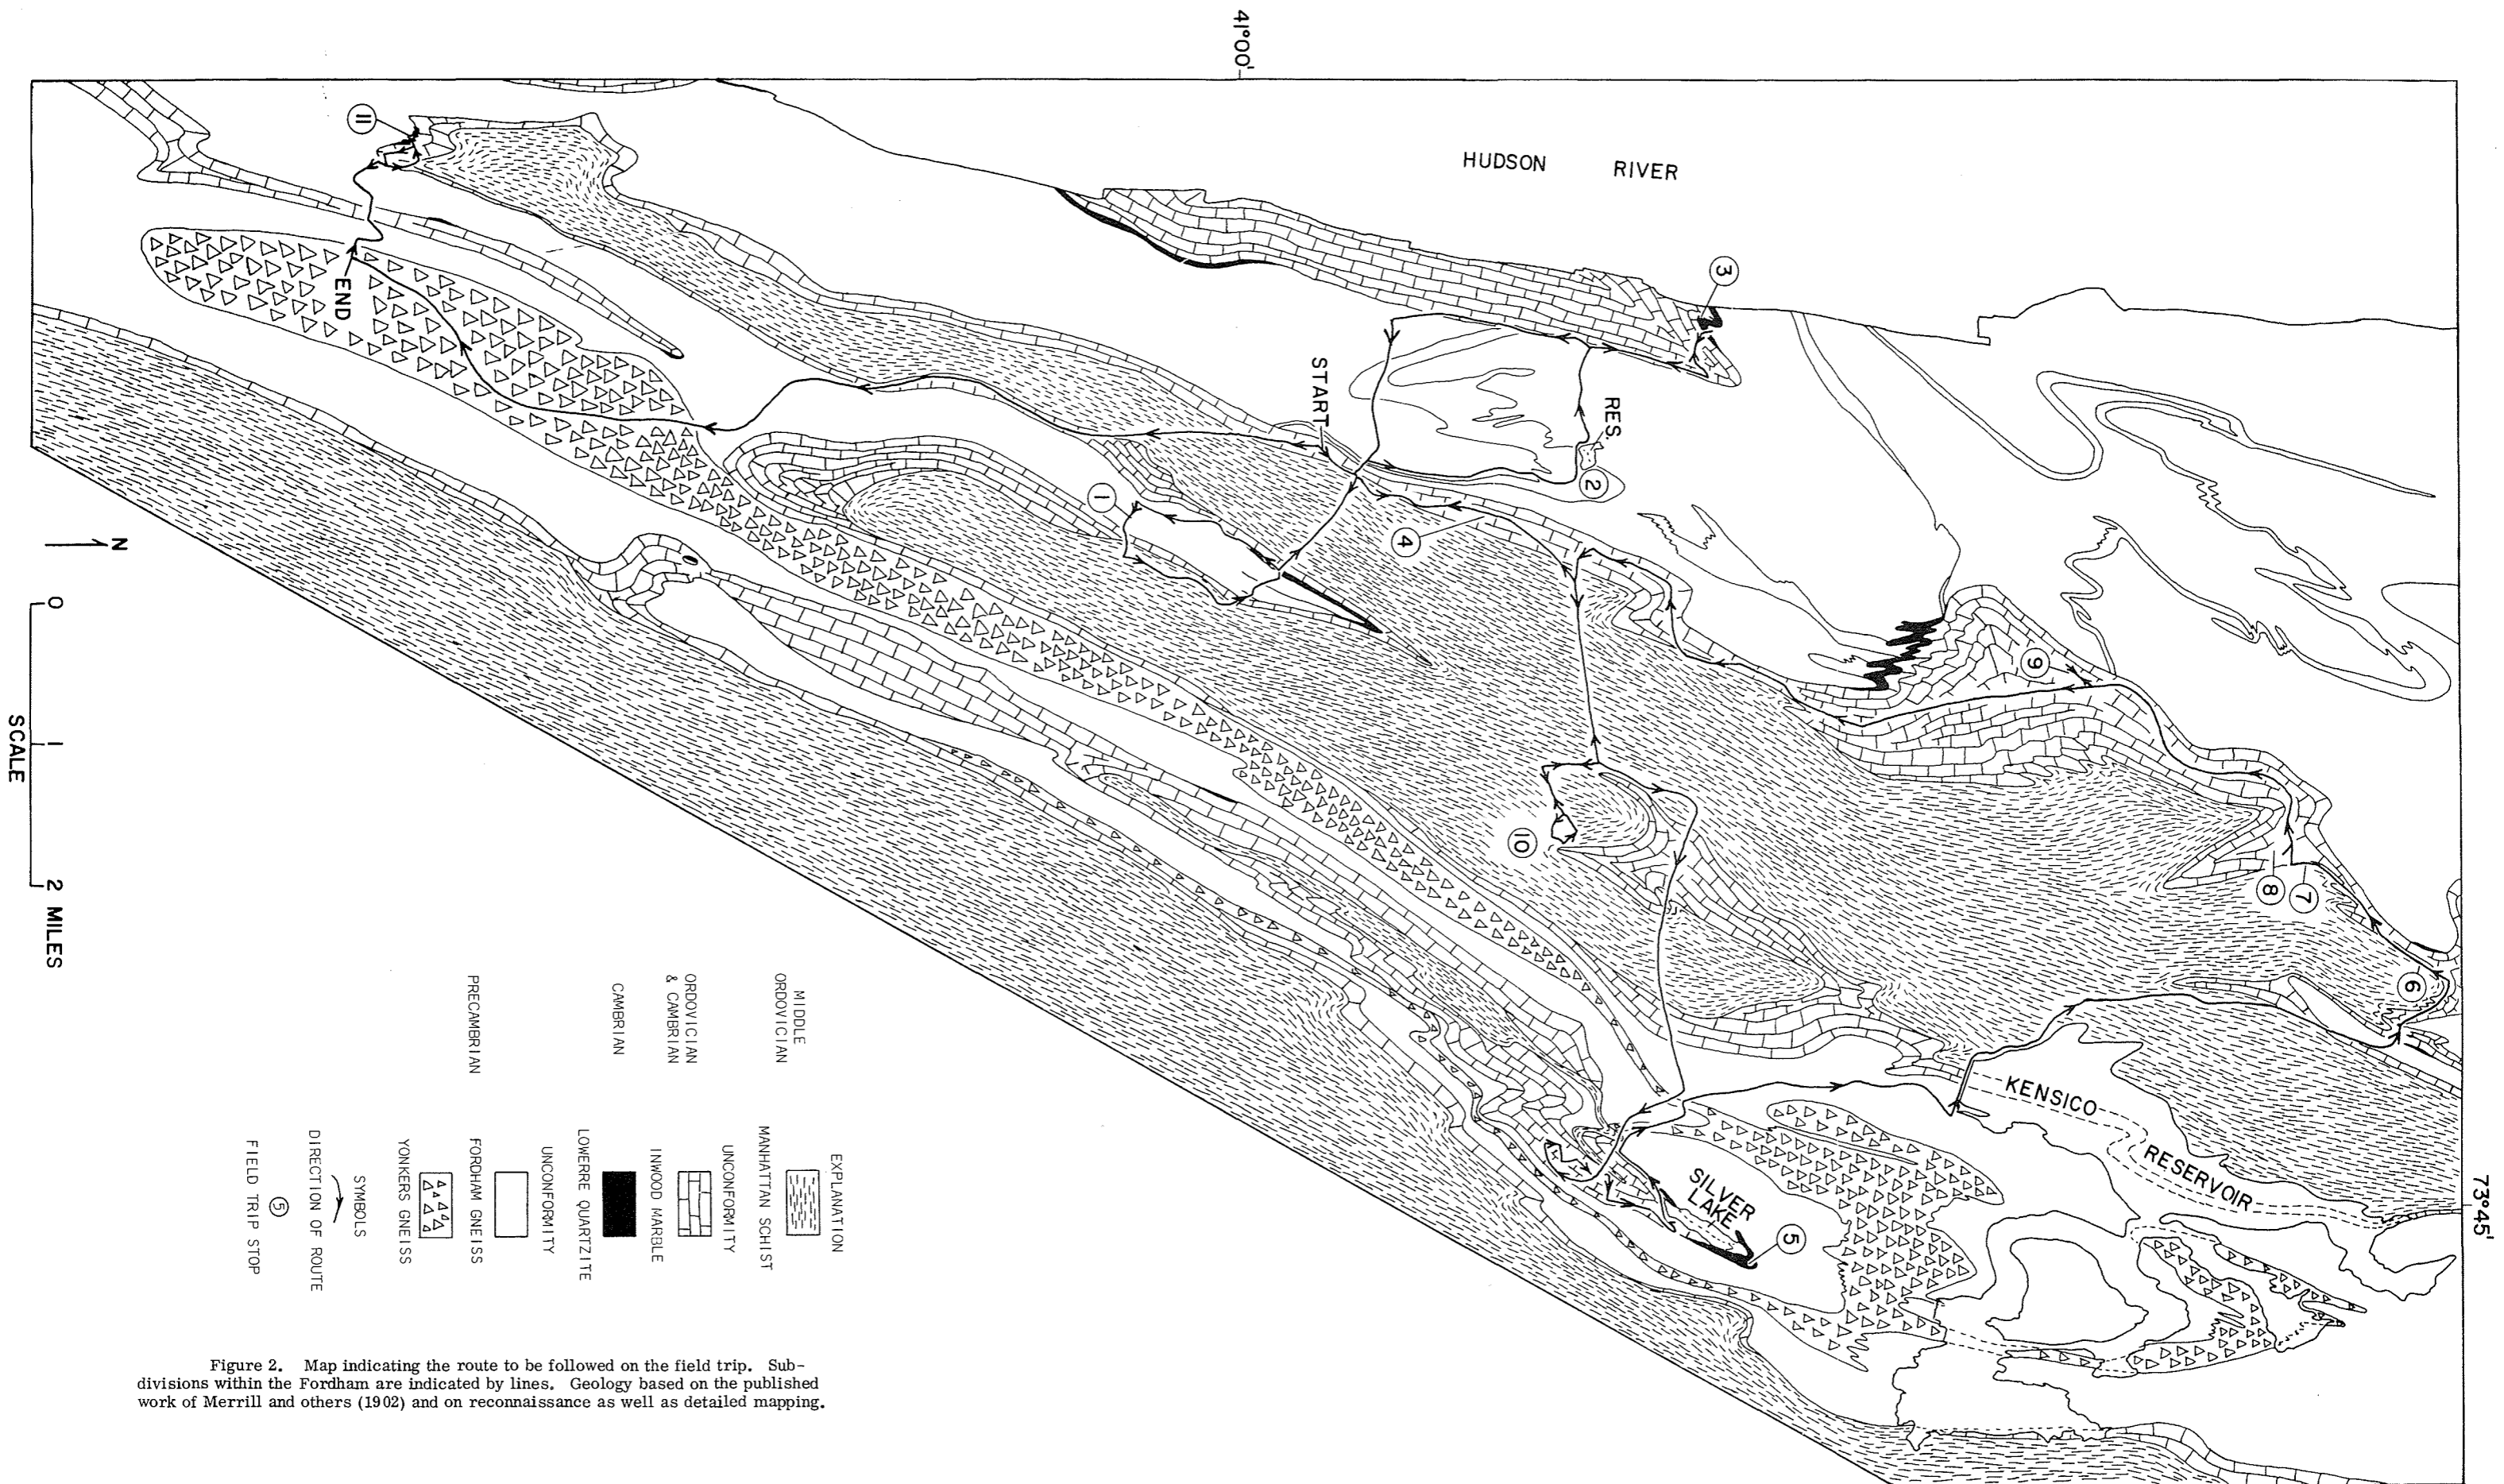 41°00'
HUDSON RIVER
11
3
START
RES.
2
END
1
4
9
N
10
8
7
6
0
1
2 MILES
SCALE
KENSICO
RESERVOIR
SILVER
LAKE
5
73°45'
EXPLANATION
MIDDLE
ORDOVICIAN
MANHATTAN SCHIST
UNCONFORMITY
ORDOVICIAN
& CAMBRIAN
INWOOD MARBLE
CAMBRIAN
LOWERRE QUARTZITE
UNCONFORMITY
PRECAMBRIAN
FORDHAM GNEISS
YONKERS GNEISS
SYMBOLS
DIRECTION OF ROUTE
5
FIELD TRIP STOP
Figure 2. Map indicating the route to be followed on the field trip. Sub-
divisions within the Fordham are indicated by lines. Geology based on the published
work of Merrill and others (1902) and on reconnaissance as well as detailed mapping.